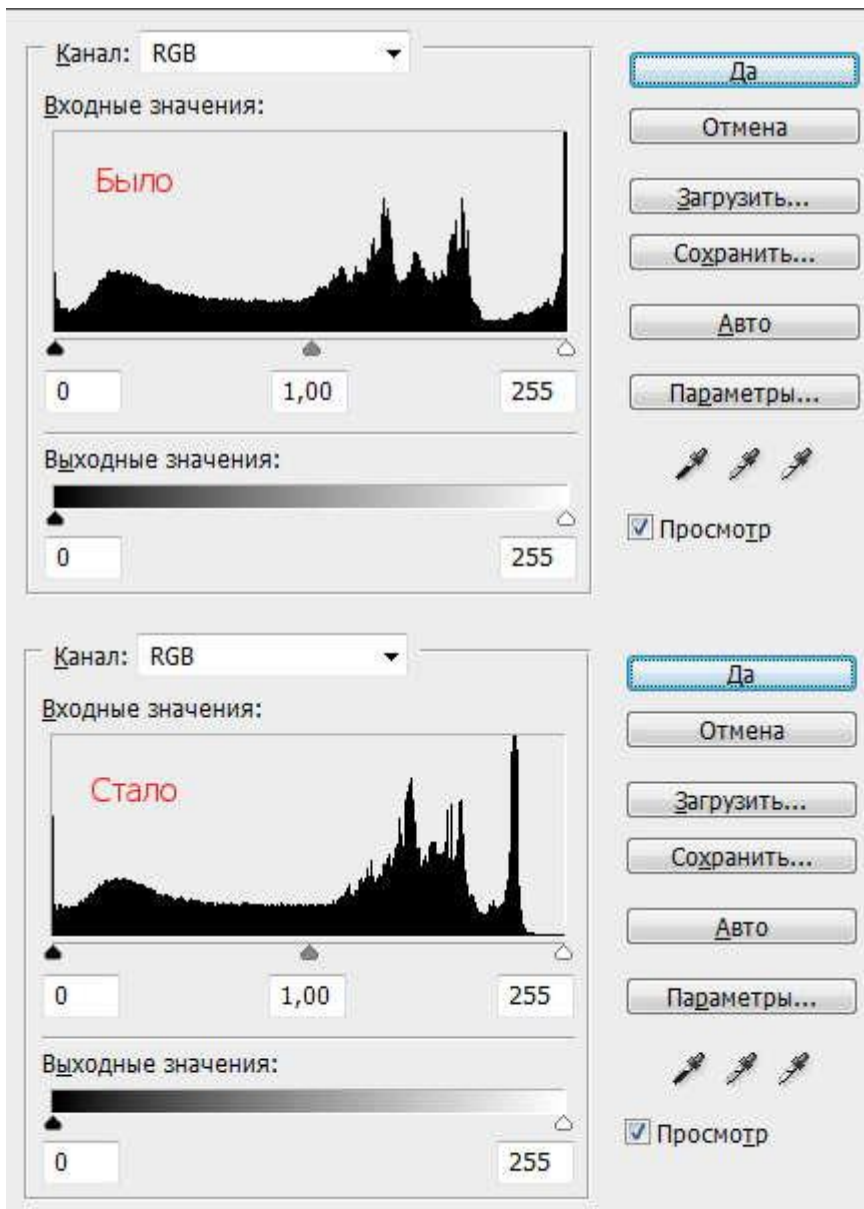 Канал: RGB
Да
Входные значения:
Отмена
Было
Загрузить...
Сохранить...
Авто
0 1,00 255
Параметры...
Выходные значения:
Просмотр
0 255
Канал: RGB
Да
Входные значения:
Отмена
Стало
Загрузить...
Сохранить...
Авто
0 1,00 255
Параметры...
Выходные значения:
Просмотр
0 255